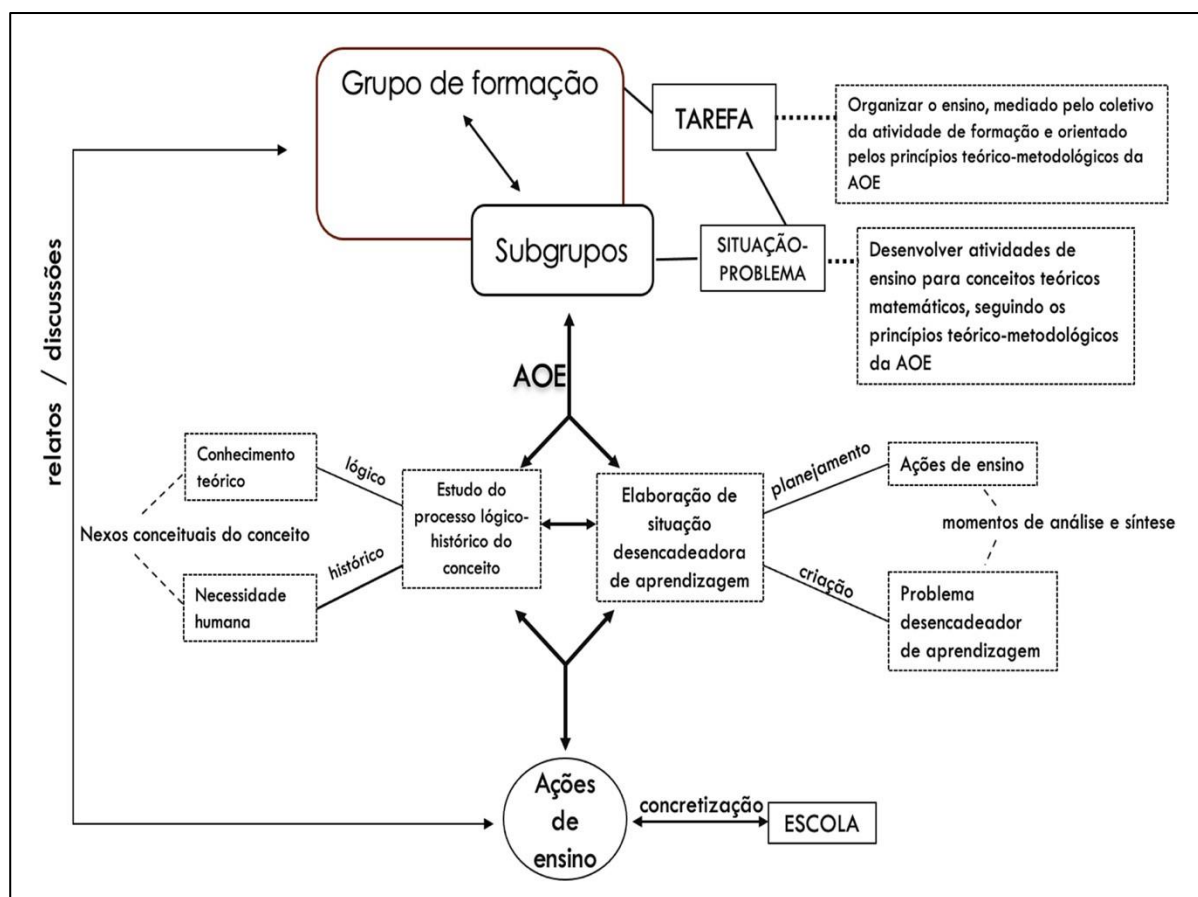 Grupo de formação
TAREFA
Organizar o ensino, mediado pelo coletivo
da atividade de formação e orientado
pelos princípios teórico-metodológicos da
AOE
Subgrupos
SITUAÇÃO-
PROBLEMA
Desenvolver atividades de
ensino para conceitos teóricos
matemáticos, seguindo os
princípios teórico-metodológicos
da AOE
relatos / discussões
AOE
Conhecimento
teórico
lógico
Nexos conceituais do conceito
histórico
Necessidade
humana
Estudo do
processo lógico-
histórico do
conceito
Elaboração de
situação
desencadeadora
de aprendizagem
planejamento
Ações de ensino
momentos de análise e síntese
criação
Problema
desencadeador
de aprendizagem
Ações
de
ensino
concretização
ESCOLA